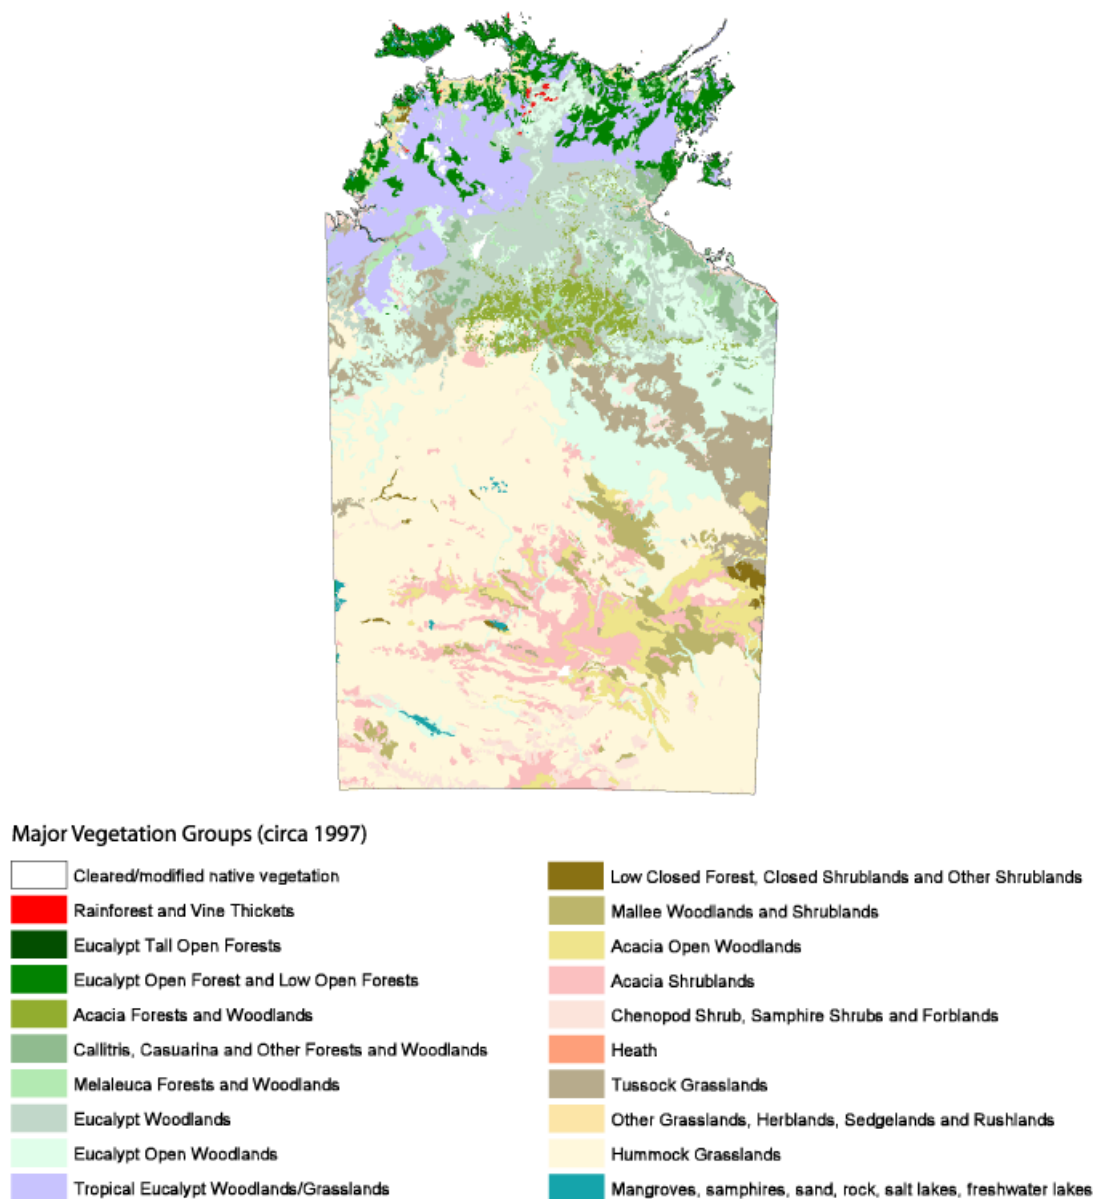 Major Vegetation Groups (circa 1997)
Cleared/modified native vegetation
Rainforest and Vine Thickets
Eucalypt Tall Open Forests
Eucalypt Open Forest and Low Open Forests
Acacia Forests and Woodlands
Callitris, Casuarina and Other Forests and Woodlands
Melaleuca Forests and Woodlands
Eucalypt Woodlands
Eucalypt Open Woodlands
Tropical Eucalypt Woodlands/Grasslands
Low Closed Forest, Closed Shrublands and Other Shrublands
Mallee Woodlands and Shrublands
Acacia Open Woodlands
Acacia Shrublands
Chenopod Shrub, Samphire Shrubs and Forblands
Heath
Tussock Grasslands
Other Grasslands, Herblands, Sedgelands and Rushlands
Hummock Grasslands
Mangroves, samphires, sand, rock, salt lakes, freshwater lakes